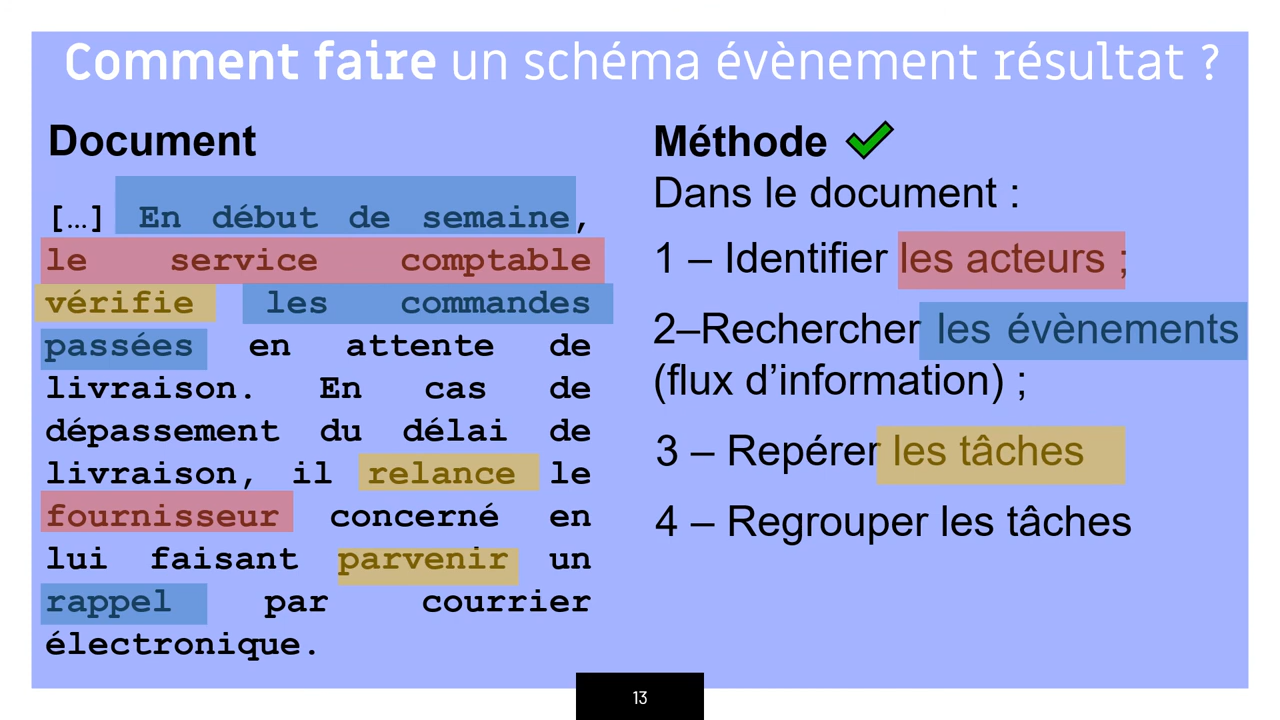 Comment faire un schéma évènement résultat ?
Document
[…] En début de semaine,
le service comptable
vérifie les commandes
passées en attente de
livraison. En cas de
dépassement du délai de
livraison, il relance le
fournisseur concerné en
lui faisant parvenir un
rappel par courrier
électronique.
Méthode
Dans le document :
1 – Identifier les acteurs ;
2–Rechercher les évènements
(flux d’information) ;
3 – Repérer les tâches
4 – Regrouper les tâches
13